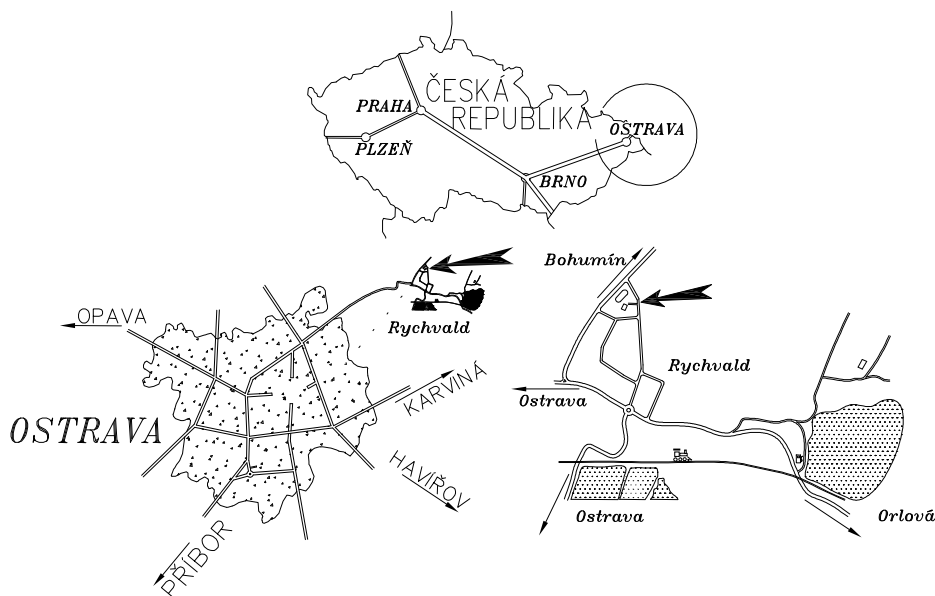 ČESKÁ
REPUBLIKA
PRAHA
PLZEŇ
OSTRAVA
BRNO
OPAVA
Rychvald
KARVINÁ
OSTRAVA
HAVÍŘOV
PŘÍBOR
Bohumín
Rychvald
Ostrava
Ostrava
Orlová